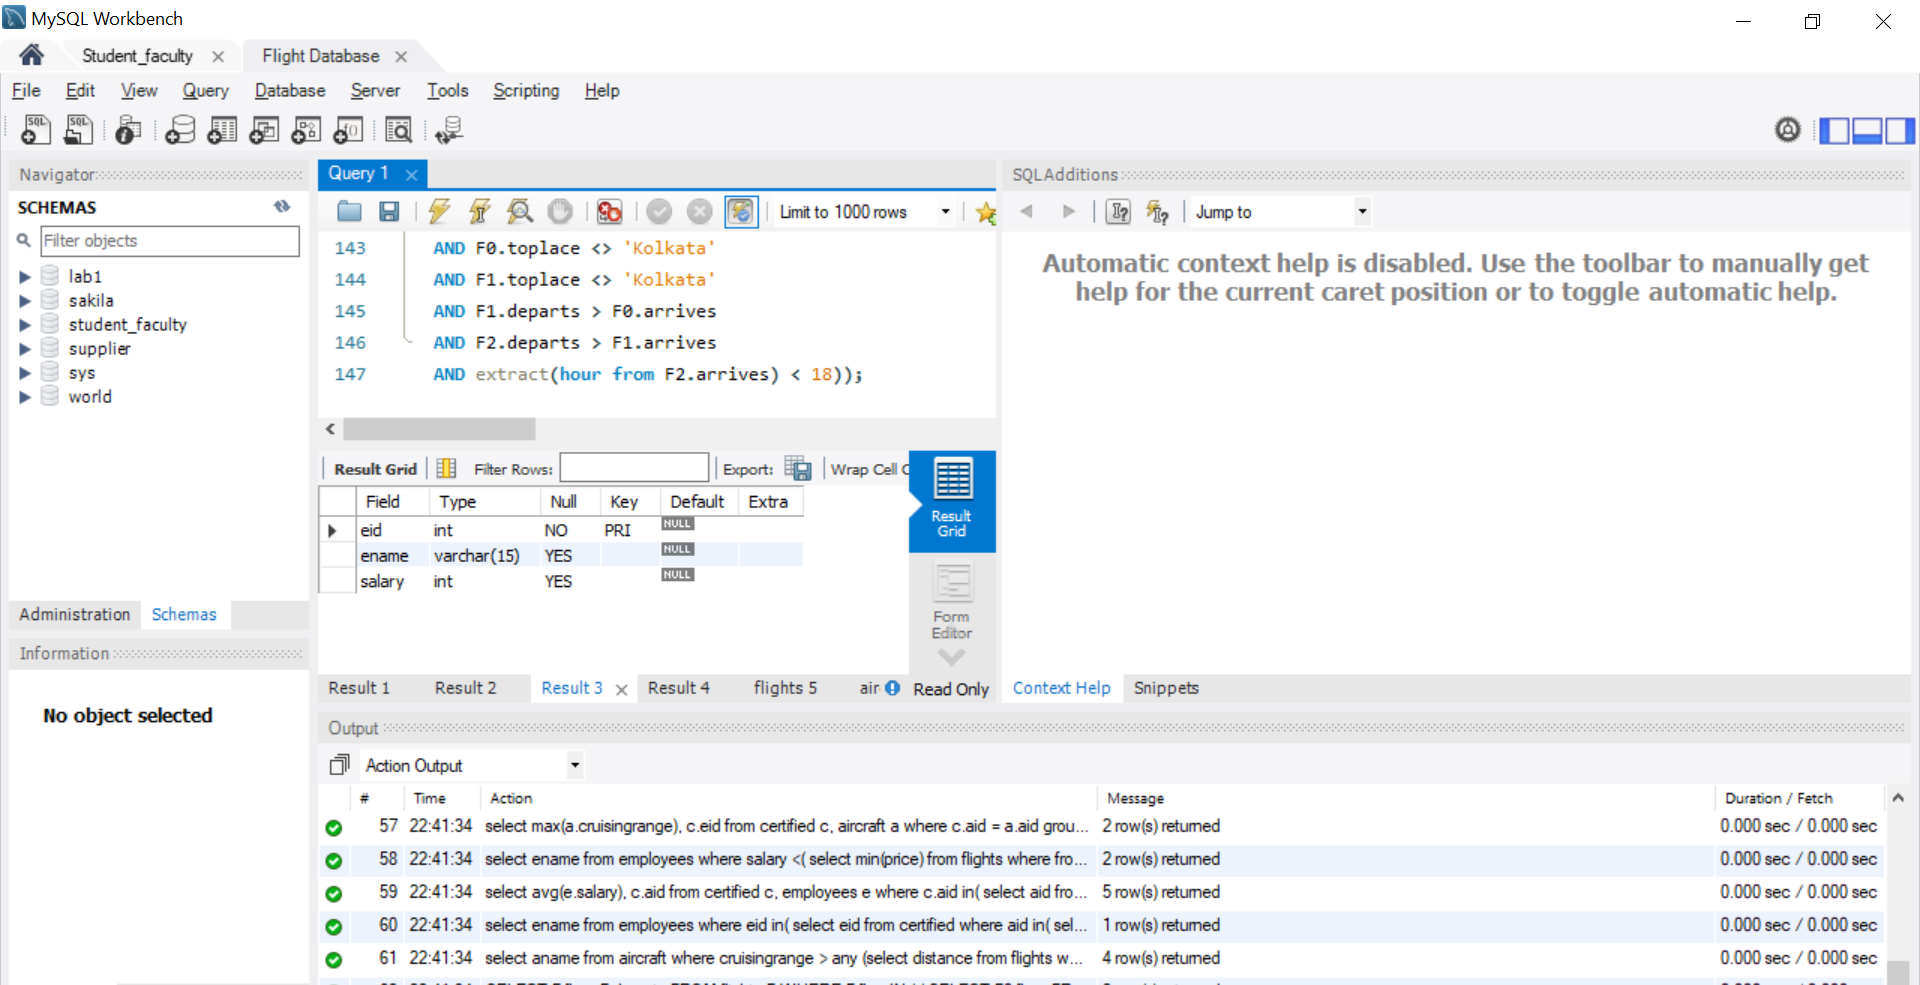 MySQL Workbench
Student_faculty
Flight Database
File Edit View Query Database Server Tools Scripting Help
Navigator
SCHEMAS
Filter objects
lab1
sakila
student_faculty
supplier
sys
world
Administration Schemas
Information
No object selected
Query 1
Limit to 1000 rows
143 AND F0.toplace <> 'Kolkata'
144 AND F1.toplace <> 'Kolkata'
145 AND F1.departs > F0.arrives
146 AND F2.departs > F1.arrives
147 AND extract(hour from F2.arrives) < 18));
Result Grid Filter Rows: Export: Wrap Cell C
Field Type Null Key Default Extra
eid int NO PRI NULL
ename varchar(15) YES NULL
salary int YES NULL
Result
Grid
Form
Editor
Result 1 Result 2 Result 3 Result 4 flights 5 air Read Only
SQLAdditions
Jump to
Automatic context help is disabled. Use the toolbar to manually get
help for the current caret position or to toggle automatic help.
Context Help Snippets
Output
Action Output
# Time Action Message Duration / Fetch
57 22:41:34 select max(a.cruisingrange), c.eid from certified c, aircraft a where c.aid = a.aid grou... 2 row(s) returned 0.000 sec / 0.000 sec
58 22:41:34 select ename from employees where salary <( select min(price) from flights where fro... 2 row(s) returned 0.000 sec / 0.000 sec
59 22:41:34 select avg(e.salary), c.aid from certified c, employees e where c.aid in( select aid fro... 5 row(s) returned 0.000 sec / 0.000 sec
60 22:41:34 select ename from employees where eid in( select eid from certified where aid in( sel... 1 row(s) returned 0.000 sec / 0.000 sec
61 22:41:34 select aname from aircraft where cruisingrange > any (select distance from flights w... 4 row(s) returned 0.000 sec / 0.000 sec